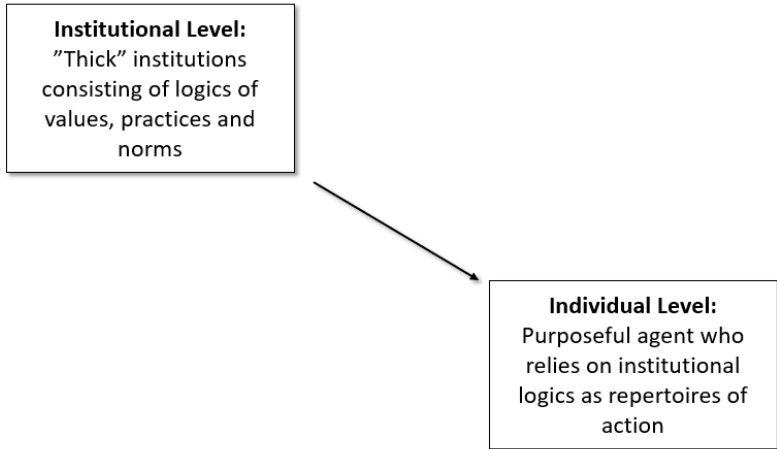 Institutional Level:
”Thick” institutions
consisting of logics of
values, practices and
norms
Individual Level:
Purposeful agent who
relies on institutional
logics as repertoires of
action